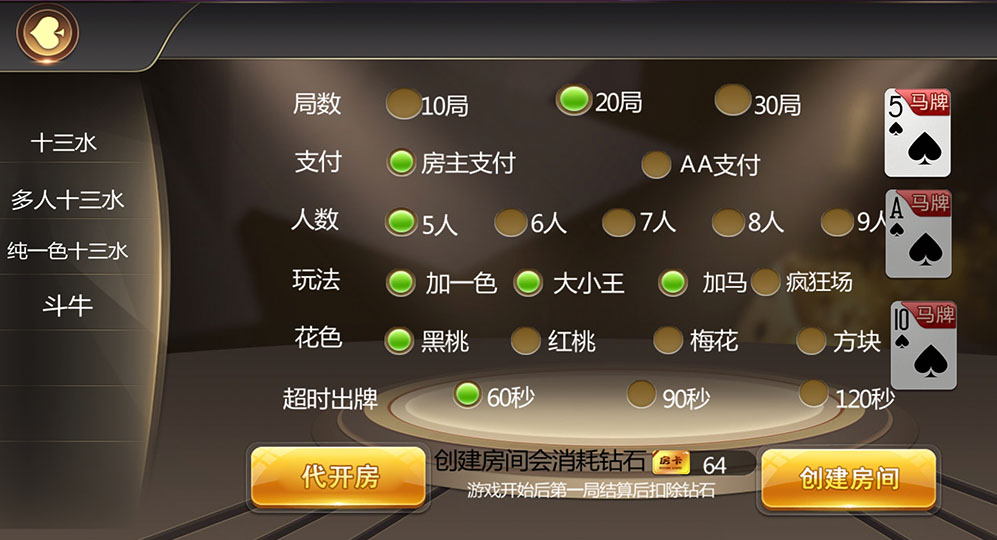 十三水
多人十三水
纯一色十三水
斗牛
局数 10局 20局 30局
支付 房主支付 AA支付
人数 5人 6人 7人 8人 9人
玩法 加一色 大小王 加马 疯狂场
花色 黑桃 红桃 梅花 方块
超时出牌 60秒 90秒 120秒
5 马牌
A 马牌
10 马牌
代开房
创建房间会消耗钻石 房卡 64
游戏开始后第一局结算后扣除钻石
创建房间